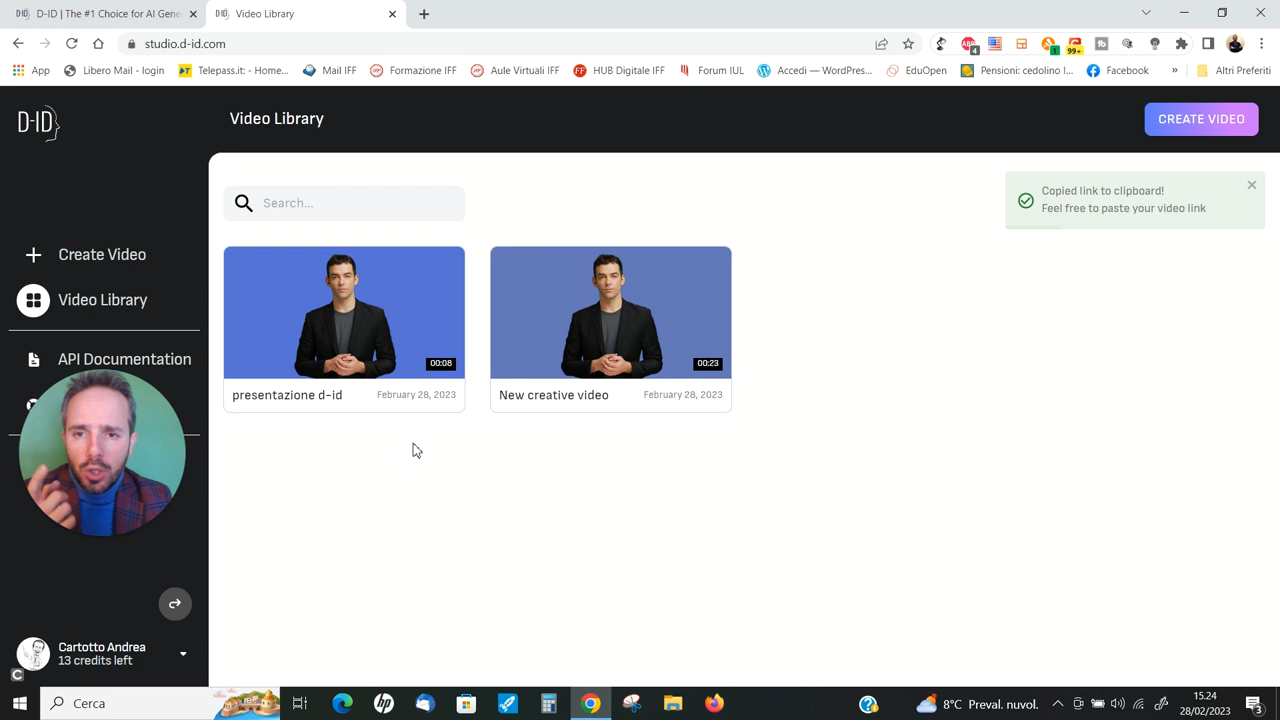 D-ID | The #1 Choice for AI Gene
Video Library
studio.d-id.com
4
1
99+
App
Libero Mail - login
Telepass.it: - Home...
Mail IFF
Formazione IFF
Aule Virtuali IFF
HUB Digitale IFF
Forum IUL
Accedi — WordPres...
EduOpen
Pensioni: cedolino I...
Facebook
»
Altri Preferiti
D-ID
Video Library
CREATE VIDEO
Search...
Copied link to clipboard!
Feel free to paste your video link
Create Video
Video Library
API Documentation
00:08
presentazione d-id
February 28, 2023
00:23
New creative video
February 28, 2023
Cartotto Andrea
13 credits left
Cerca
8°C Preval. nuvol.
15.24
28/02/2023
3